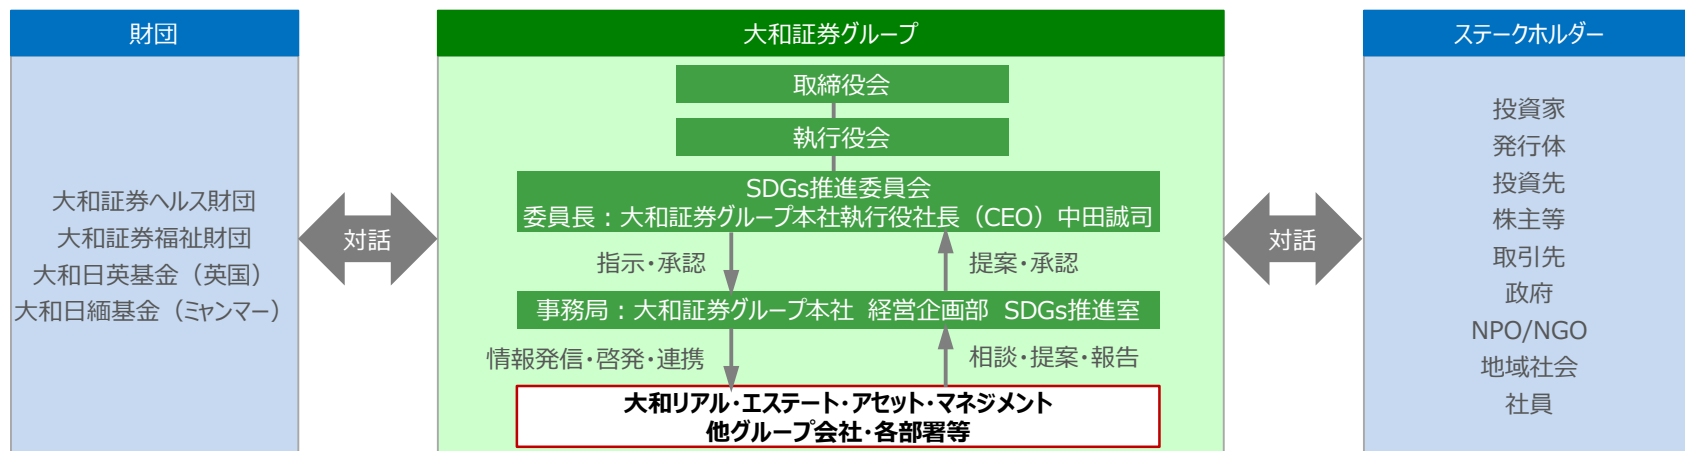 財団
大和証券ヘルス財団
大和証券福祉財団
大和日英基金（英国）
大和日緬基金（ミャンマー）
対話
大和証券グループ
取締役会
執行役会
SDGs推進委員会
委員長：大和証券グループ本社執行役社長（CEO）中田誠司
指示・承認
提案・承認
事務局：大和証券グループ本社 経営企画部 SDGs推進室
情報発信・啓発・連携
相談・提案・報告
大和リアル・エステート・アセット・マネジメント
他グループ会社・各部署等
対話
ステークホルダー
投資家
発行体
投資先
株主等
取引先
政府
NPO/NGO
地域社会
社員